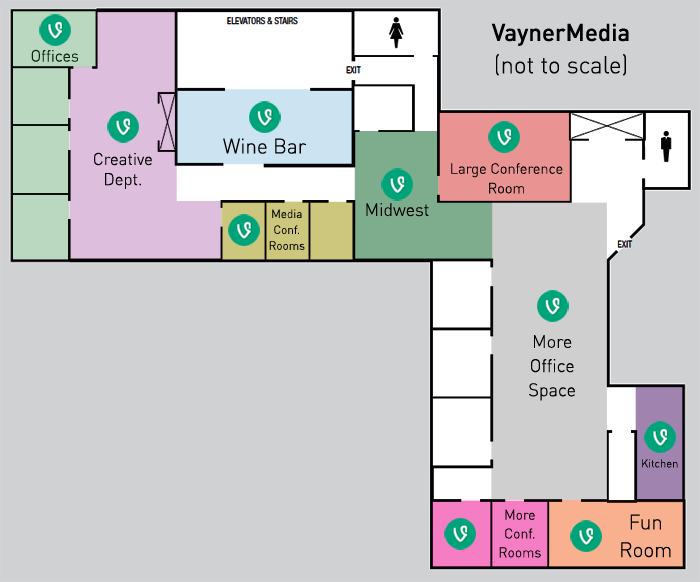 VaynerMedia
(not to scale)
ELEVATORS & STAIRS
Offices
EXIT
Wine Bar
Creative
Dept.
Large Conference
Room
Midwest
Media
Conf.
Rooms
EXIT
More
Office
Space
Kitchen
More
Conf.
Rooms
Fun
Room